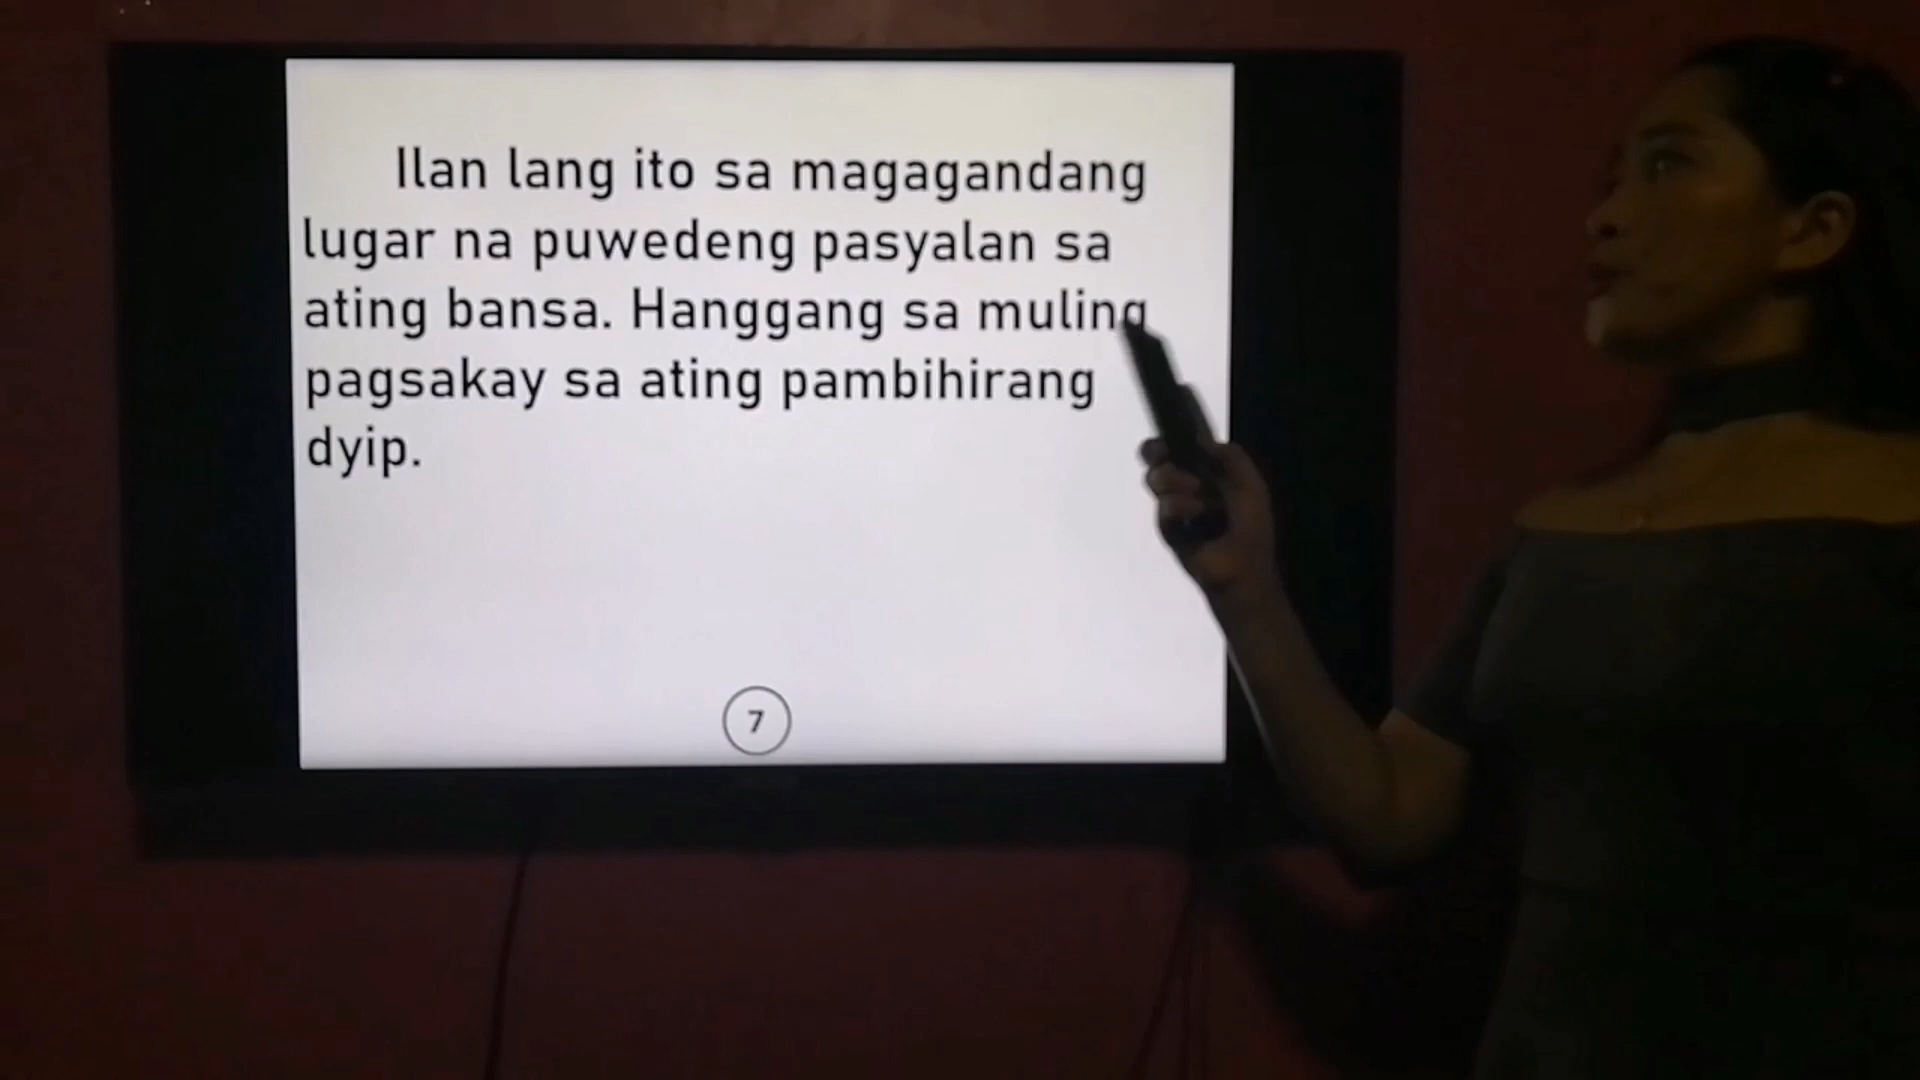 Ilan lang ito sa magagandang
lugar na puwedeng pasyalan sa
ating bansa. Hanggang sa muling
pagsakay sa ating pambihirang
dyip.
7